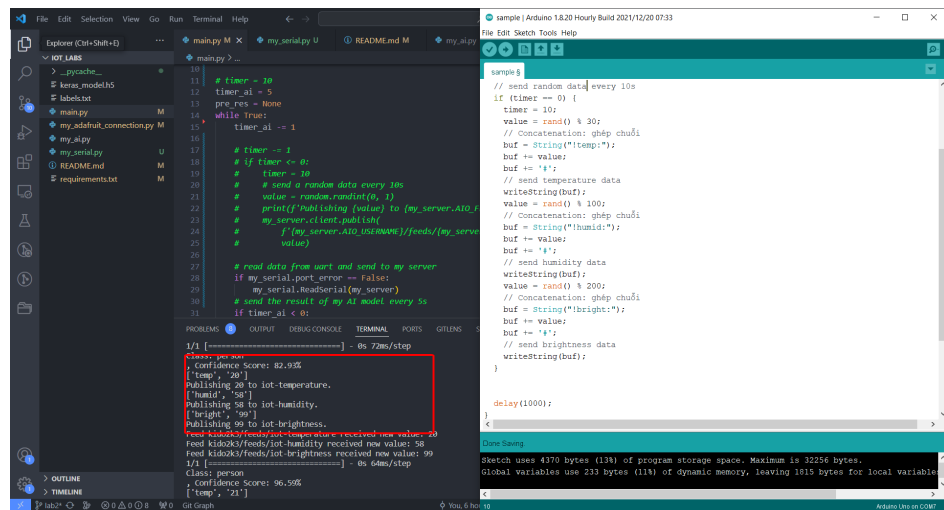 File Edit Selection View Go Run Terminal Help
Explorer (Ctrl+Shift+E)
IOT_LABS
__pycache__
keras_model.h5
labels.txt
main.py M
my_adafruit_connection.py M
my_ai.py
my_serial.py U
README.md M
requirements.txt M
OUTLINE
TIMELINE
main.py M
my_serial.py U
README.md M
my_ai.py
main.py > ...
10
11 # timer = 10
12 timer_ai = 5
13 pre_res = None
14 while True:
15 timer_ai -= 1
16
17 # timer -= 1
18 # if timer <= 0:
19 # timer = 10
20 # # send a random data every 10s
21 # value = random.randint(0, 1)
22 # print(f'Publishing {value} to {my_server.AIO_F
23 # my_server.client.publish(
24 # f'{my_server.AIO_USERNAME}/feeds/{my_serve
25 # value)
26
27 # read data from uart and send to my server
28 if my_serial.port_error == False:
29 my_serial.ReadSerial(my_server)
30 # send the result of my AI model every 5s
31 if timer_ai < 0:
PROBLEMS 8 OUTPUT DEBUG CONSOLE TERMINAL PORTS GITLENS S
1/1 [==============================] - 0s 72ms/step
Class: person
, Confidence Score: 82.93%
['temp', '20']
Publishing 20 to iot-temperature.
['humid', '58']
Publishing 58 to iot-humidity.
['bright', '99']
Publishing 99 to iot-brightness.
Feed kido2k3/feeds/iot-temperature received new value: 20
Feed kido2k3/feeds/iot-humidity received new value: 58
Feed kido2k3/feeds/iot-brightness received new value: 99
1/1 [==============================] - 0s 64ms/step
Class: person
, Confidence Score: 96.59%
['temp', '21']
lab2* 0 0 8 0 Git Graph You, 6 ho
sample | Arduino 1.8.20 Hourly Build 2021/12/20 07:33
File Edit Sketch Tools Help
sample §
// send random data every 10s
if (timer == 0) {
timer = 10;
value = rand() % 30;
// Concatenation: ghép chuỗi
buf = String("!temp:");
buf += value;
buf += '#';
// send temperature data
writeString(buf);
value = rand() % 100;
// Concatenation: ghép chuỗi
buf = String("!humid:");
buf += value;
buf += '#';
// send humidity data
writeString(buf);
value = rand() % 200;
// Concatenation: ghép chuỗi
buf = String("!bright:");
buf += value;
buf += '#';
// send brightness data
writeString(buf);
}
delay(1000);
}
Done Saving.
Sketch uses 4370 bytes (13%) of program storage space. Maximum is 32256 bytes.
Global variables use 233 bytes (11%) of dynamic memory, leaving 1815 bytes for local variable
10 Arduino Uno on COM7